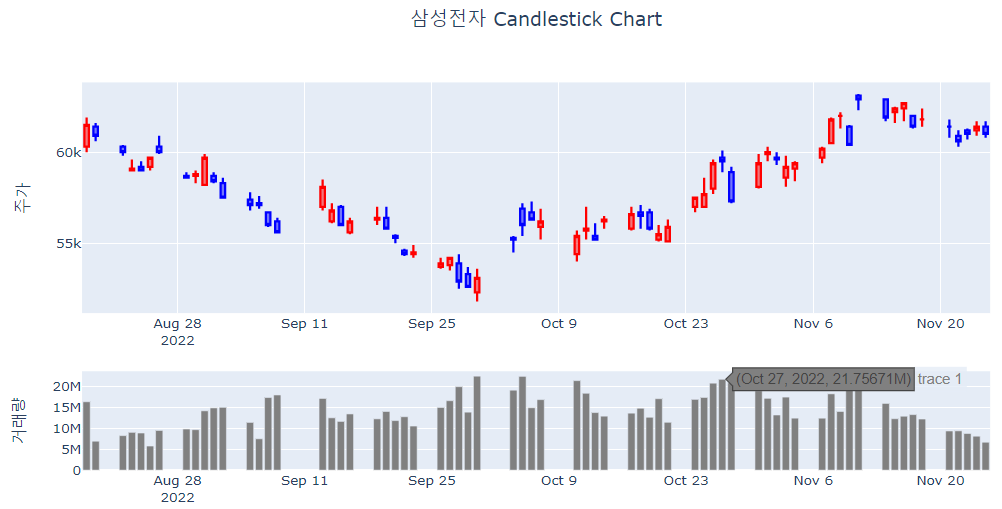 삼성전자 Candlestick Chart
주가
60k
55k
Aug 28
2022
Sep 11
Sep 25
Oct 9
Oct 23
Nov 6
Nov 20
거래량
20M
15M
10M
5M
0
(Oct 27, 2022, 21.75671M) trace 1
Aug 28
2022
Sep 11
Sep 25
Oct 9
Oct 23
Nov 6
Nov 20